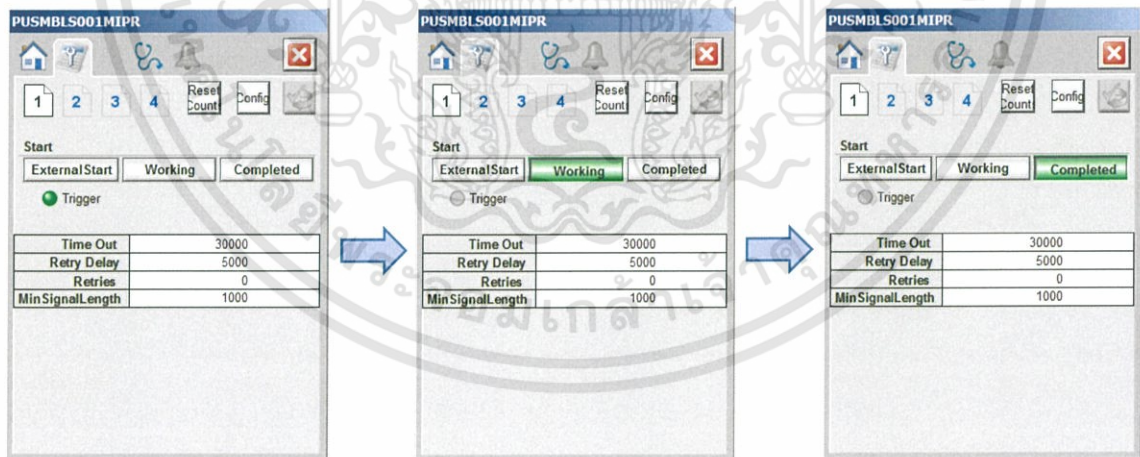 PUSMBLS001MIPR
1 2 3 4 Reset Count Config
Start
ExternalStart Working Completed
Trigger
Time Out 30000
Retry Delay 5000
Retries 0
MinSignalLength 1000
PUSMBLS001MIPR
1 2 3 4 Reset Count Config
Start
ExternalStart Working Completed
Trigger
Time Out 30000
Retry Delay 5000
Retries 0
MinSignalLength 1000
PUSMBLS001MIPR
1 2 3 4 Reset Count Config
Start
ExternalStart Working Completed
Trigger
Time Out 30000
Retry Delay 5000
Retries 0
MinSignalLength 1000